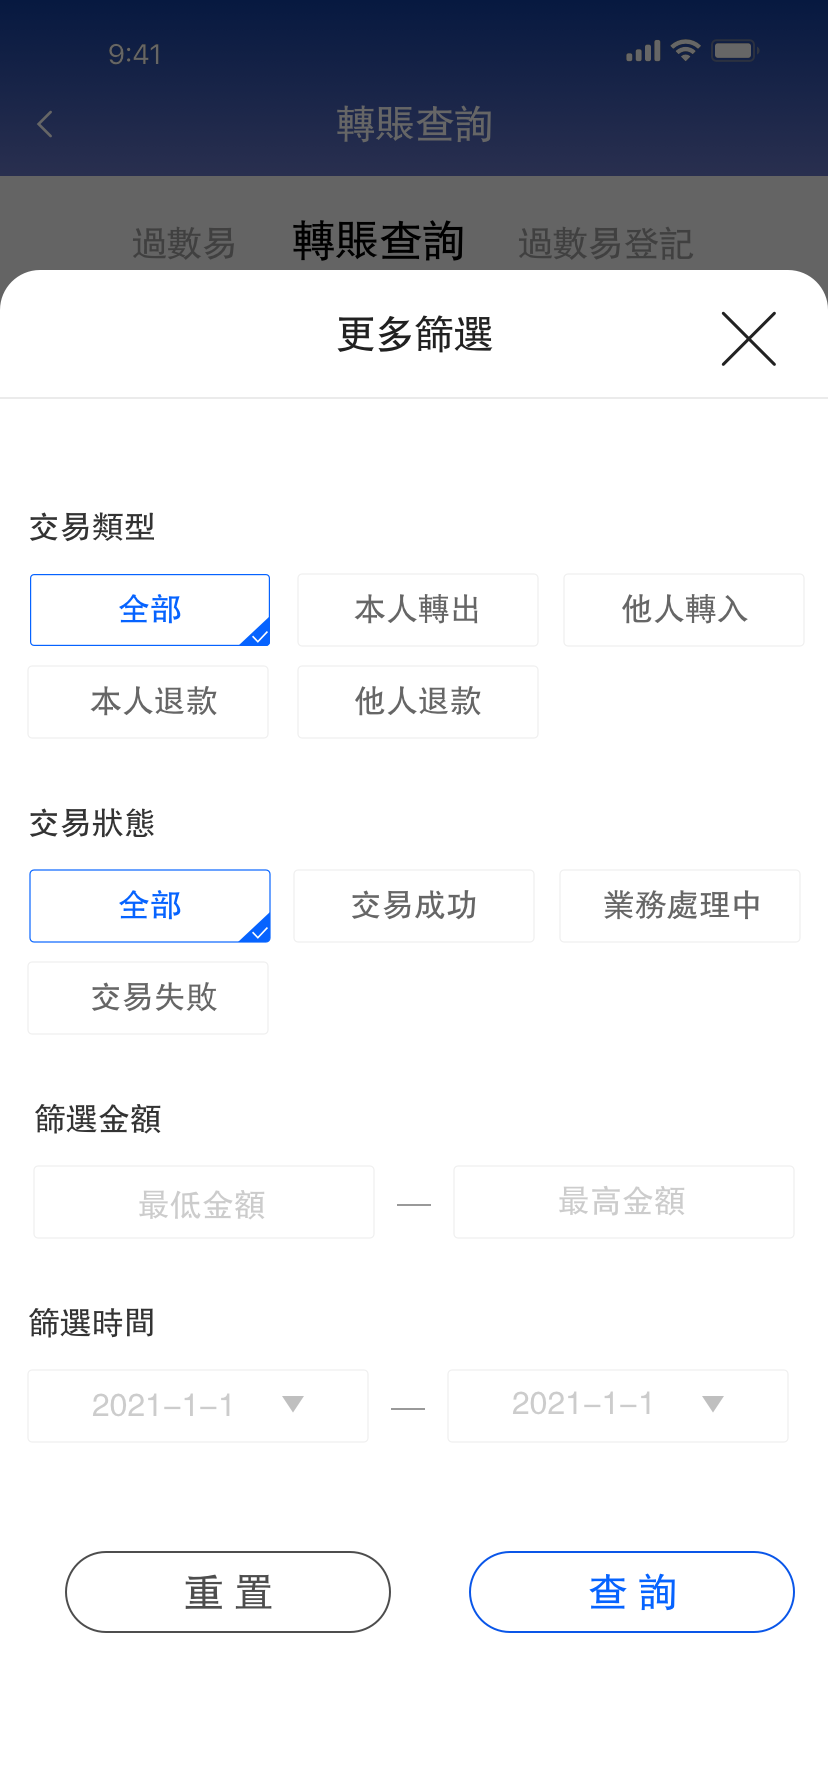 9:41
轉賬查詢
過數易 轉賬查詢 過數易登記
更多篩選
交易類型
全部 本人轉出 他人轉入
本人退款 他人退款
交易狀態
全部 交易成功 業務處理中
交易失敗
篩選金額
最低金額 — 最高金額
篩選時間
2021-1-1 — 2021-1-1
重置 查詢